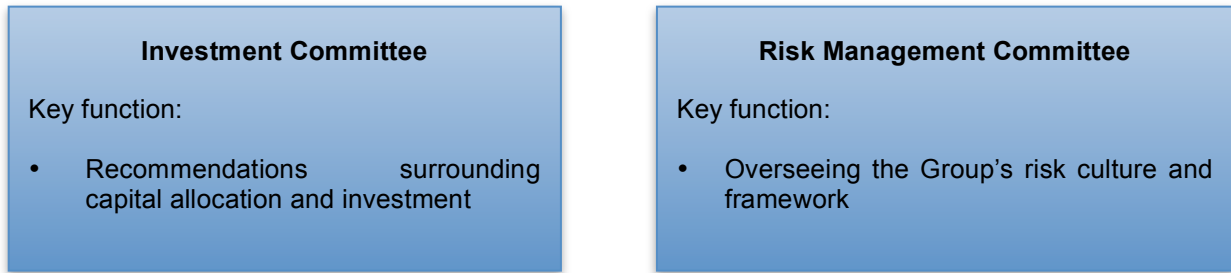 Investment Committee
Key function:
• Recommendations surrounding
capital allocation and investment
Risk Management Committee
Key function:
• Overseeing the Group’s risk culture and
framework